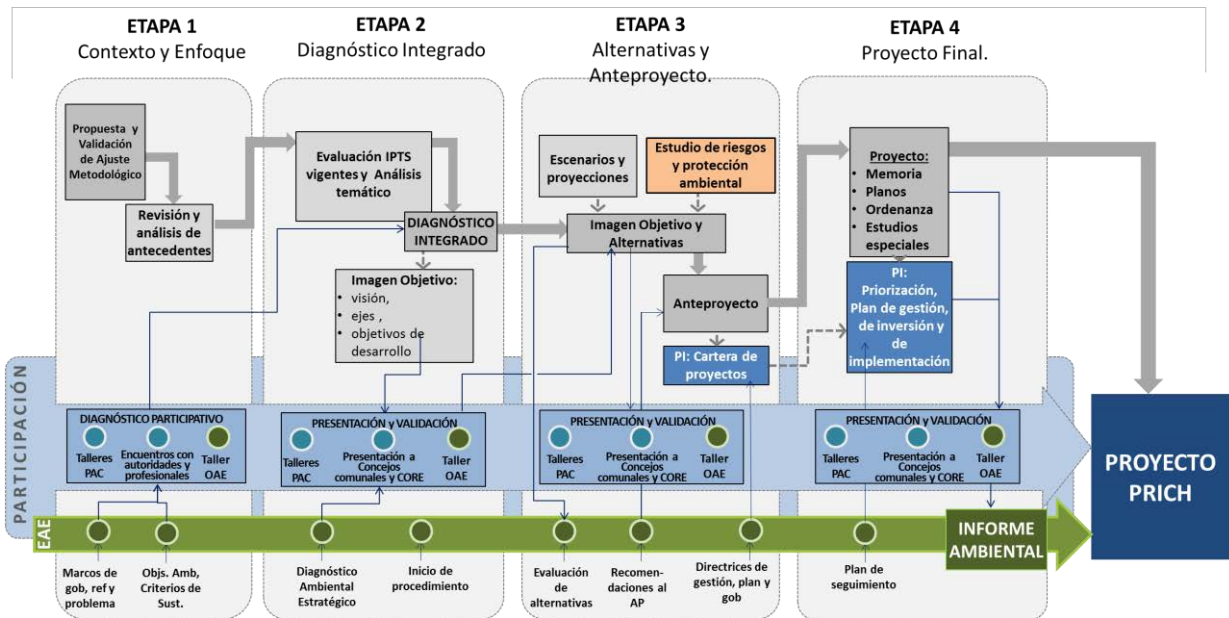 ETAPA 1
Contexto y Enfoque
ETAPA 2
Diagnóstico Integrado
ETAPA 3
Alternativas y
Anteproyecto.
ETAPA 4
Proyecto Final.
Propuesta y
Validación
de Ajuste
Metodológico
Revisión y
análisis de
antecedentes
Evaluación IPTS
vigentes y Análisis
temático
DIAGNÓSTICO
INTEGRADO
Imagen Objetivo:
• visión,
• ejes ,
• objetivos de
desarrollo
Escenarios y
proyecciones
Estudio de riesgos
y protección
ambiental
Imagen Objetivo y
Alternativas
Anteproyecto
PI: Cartera de
proyectos
Proyecto:
• Memoria
• Planos
• Ordenanza
• Estudios
especiales
PI:
Priorización,
Plan de gestión,
de inversión y
de
implementación
PARTICIPACIÓN
DIAGNÓSTICO PARTICIPATIVO
Talleres
PAC
Encuentros con
autoridades y
profesionales
Taller
OAE
PRESENTACIÓN y VALIDACIÓN
Talleres
PAC
Presentación a
Concejos
comunales y CORE
Taller
OAE
PRESENTACIÓN y VALIDACIÓN
Talleres
PAC
Presentación a
Concejos
comunales y CORE
Taller
OAE
PRESENTACIÓN y VALIDACIÓN
Talleres
PAC
Presentación a
Concejos
comunales y CORE
Taller
OAE
PROYECTO
PRICH
EAE
INFORME
AMBIENTAL
Marcos de
gob, ref y
problema
Objs. Amb,
Criterios de
Sust.
Diagnóstico
Ambiental
Estratégico
Inicio de
procedimiento
Evaluación
de
alternativas
Recomen-
daciones al
AP
Directrices de
gestión, plan y
gob
Plan de
seguimiento